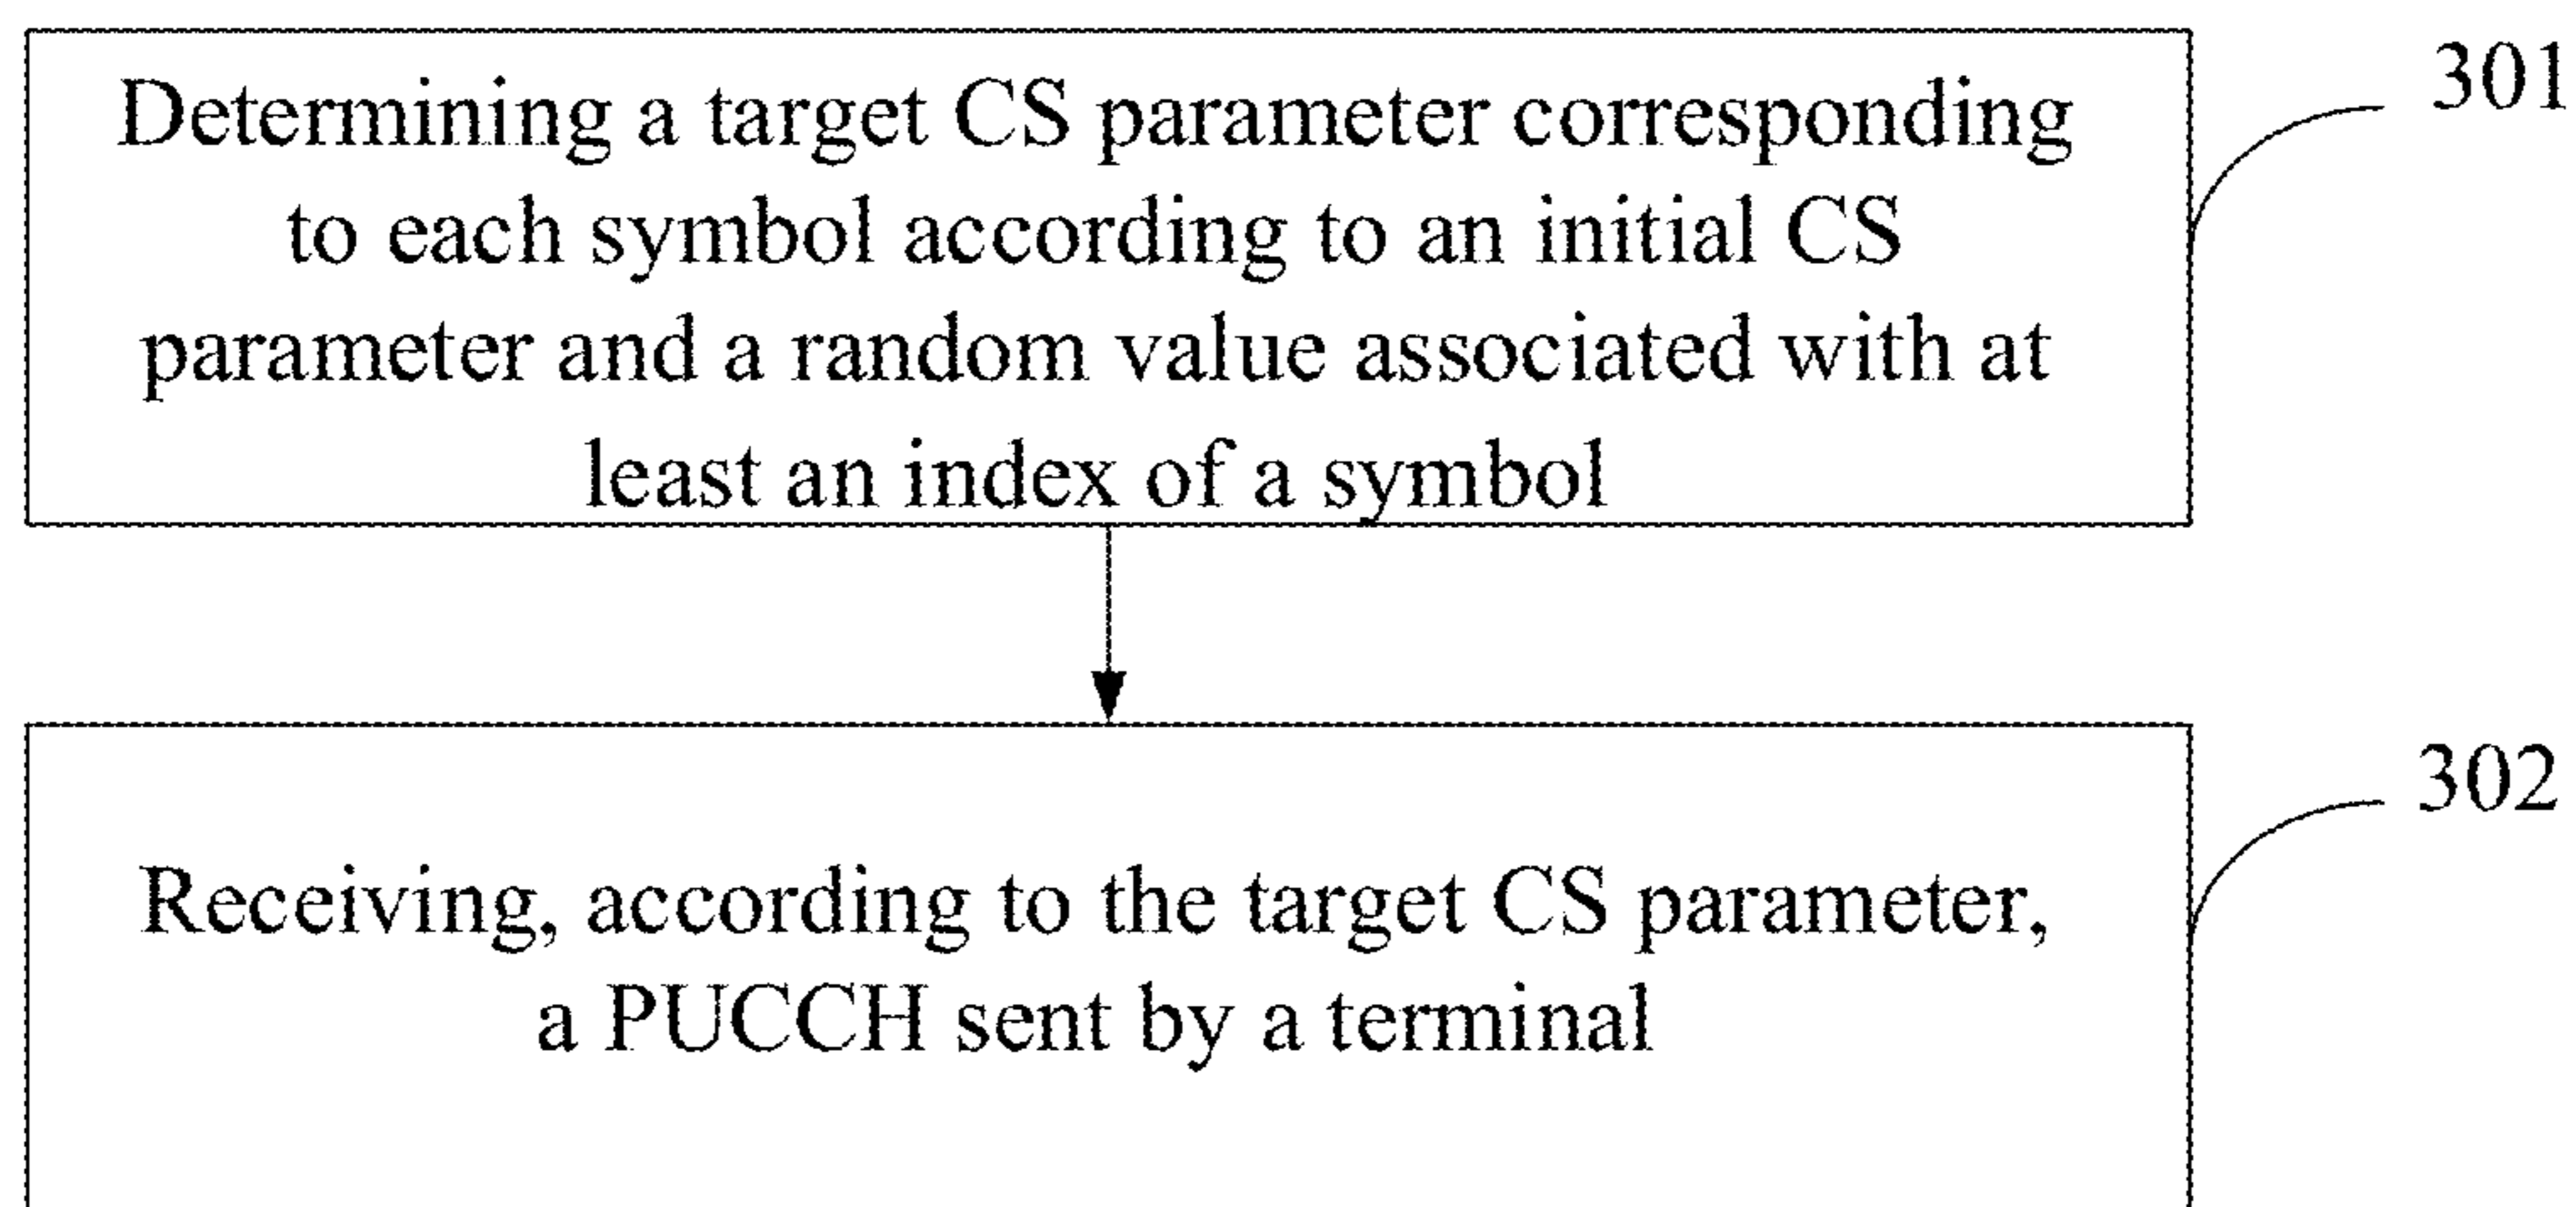 Determining a target CS parameter corresponding
to each symbol according to an initial CS
parameter and a random value associated with at
least an index of a symbol
301
Receiving, according to the target CS parameter,
a PUCCH sent by a terminal
302